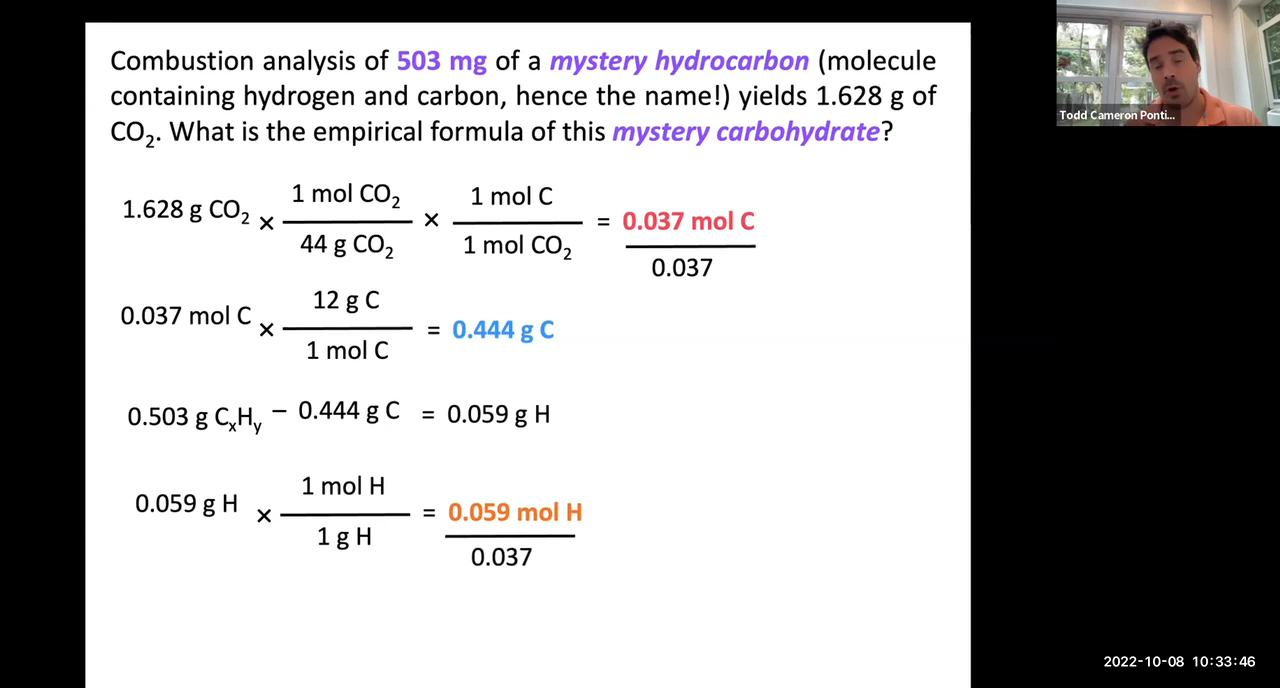 Combustion analysis of 503 mg of a mystery hydrocarbon (molecule
containing hydrogen and carbon, hence the name!) yields 1.628 g of
CO₂. What is the empirical formula of this mystery carbohydrate?
1.628 g CO₂ × 1 mol CO₂ / 44 g CO₂ × 1 mol C / 1 mol CO₂ = 0.037 mol C / 0.037
0.037 mol C × 12 g C / 1 mol C = 0.444 g C
0.503 g CₓHᵧ − 0.444 g C = 0.059 g H
0.059 g H × 1 mol H / 1 g H = 0.059 mol H / 0.037
Todd Cameron Ponti...
2022-10-08 10:33:46